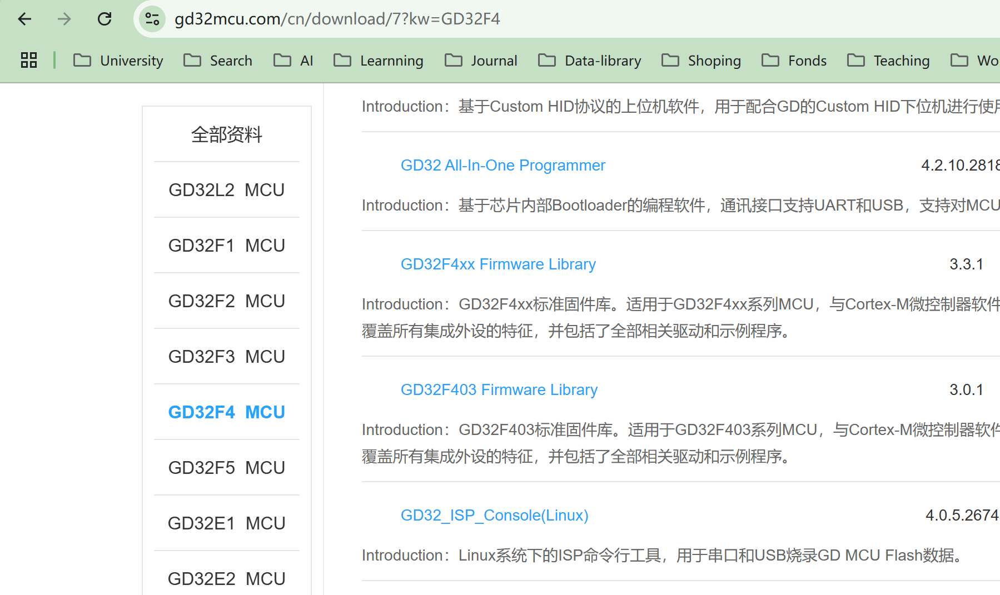 gd32mcu.com/cn/download/7?kw=GD32F4
University Search AI Learnning Journal Data-library Shoping Fonds Teaching
全部资料
GD32L2 MCU
GD32F1 MCU
GD32F2 MCU
GD32F3 MCU
GD32F4 MCU
GD32F5 MCU
GD32E1 MCU
GD32E2 MCU
Introduction：基于Custom HID协议的上位机软件，用于配合GD的Custom HID下位机进行使用
GD32 All-In-One Programmer 4.2.10.2818
Introduction：基于芯片内部Bootloader的编程软件，通讯接口支持UART和USB，支持对MCU
GD32F4xx Firmware Library 3.3.1
Introduction：GD32F4xx标准固件库。适用于GD32F4xx系列MCU，与Cortex-M微控制器软件
覆盖所有集成外设的特征，并包括了全部相关驱动和示例程序。
GD32F403 Firmware Library 3.0.1
Introduction：GD32F403标准固件库。适用于GD32F403系列MCU，与Cortex-M微控制器软件
覆盖所有集成外设的特征，并包括了全部相关驱动和示例程序。
GD32_ISP_Console(Linux) 4.0.5.2674
Introduction：Linux系统下的ISP命令行工具，用于串口和USB烧录GD MCU Flash数据。